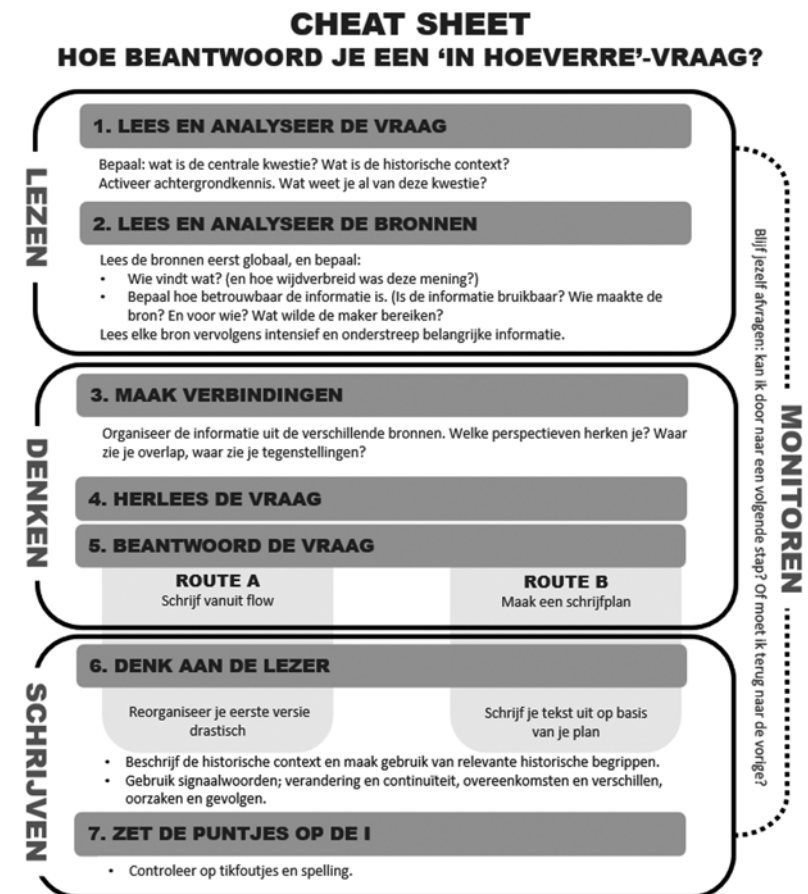 CHEAT SHEET
HOE BEANTWOORD JE EEN ‘IN HOEVERRE’-VRAAG?
LEZEN
1. LEES EN ANALYSEER DE VRAAG
Bepaal: wat is de centrale kwestie? Wat is de historische context?
Activeer achtergrondkennis. Wat weet je al van deze kwestie?
2. LEES EN ANALYSEER DE BRONNEN
Lees de bronnen eerst globaal, en bepaal:
• Wie vindt wat? (en hoe wijdverbreid was deze mening?)
• Bepaal hoe betrouwbaar de informatie is. (Is de informatie bruikbaar? Wie maakte de
bron? En voor wie? Wat wilde de maker bereiken?
Lees elke bron vervolgens intensief en onderstreep belangrijke informatie.
DENKEN
3. MAAK VERBINDINGEN
Organiseer de informatie uit de verschillende bronnen. Welke perspectieven herken je? Waar
zie je overlap, waar zie je tegenstellingen?
4. HERLEES DE VRAAG
5. BEANTWOORD DE VRAAG
ROUTE A
Schrijf vanuit flow
ROUTE B
Maak een schrijfplan
SCHRIJVEN
6. DENK AAN DE LEZER
Reorganiseer je eerste versie
drastisch
Schrijf je tekst uit op basis
van je plan
• Beschrijf de historische context en maak gebruik van relevante historische begrippen.
• Gebruik signaalwoorden; verandering en continuïteit, overeenkomsten en verschillen,
oorzaken en gevolgen.
7. ZET DE PUNTJES OP DE I
• Controleer op tikfoutjes en spelling.
MONITOREN
Blijf jezelf afvragen: kan ik door naar een volgende stap? Of moet ik terug naar de vorige?